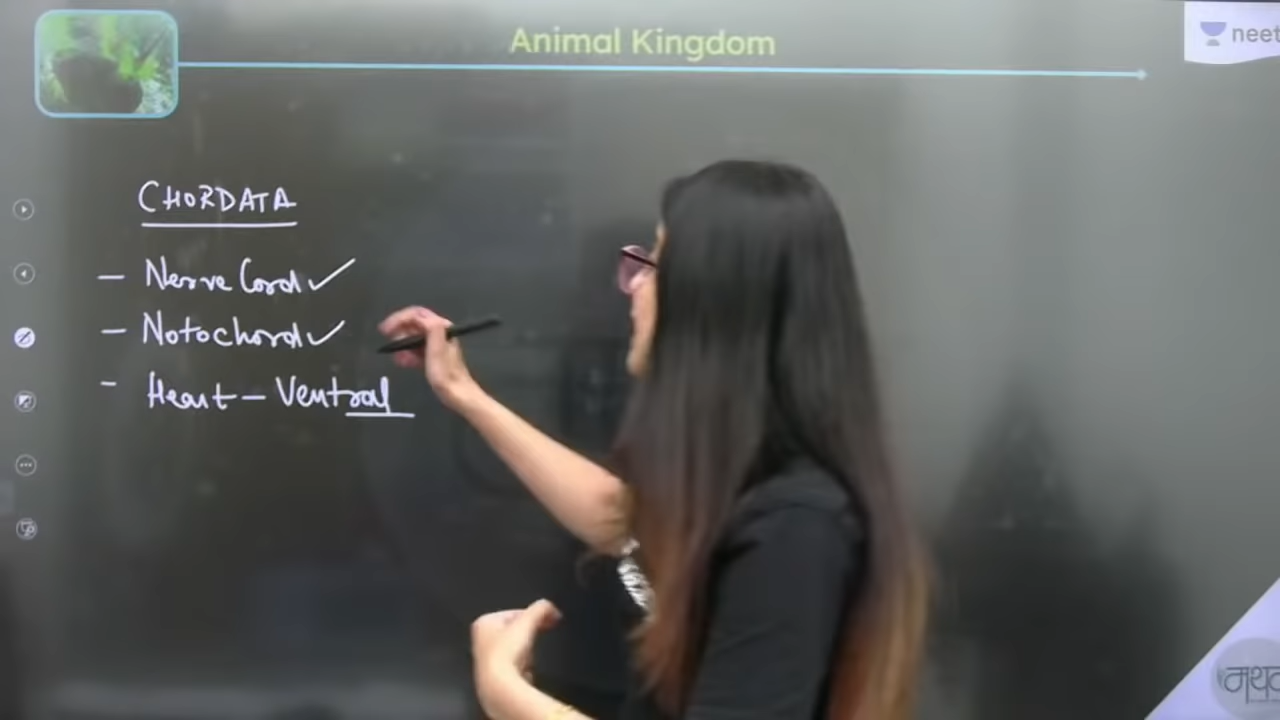 Animal Kingdom
neet
CHORDATA
- Nerve Cord ✓
- Notochord ✓
- Heart - Ventral